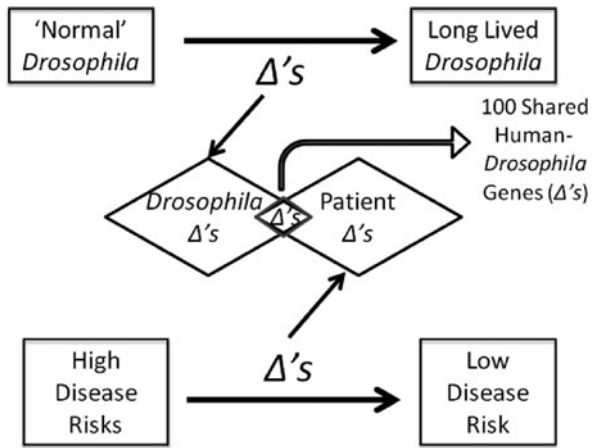 'Normal'
Drosophila
Long Lived
Drosophila
Δ's
100 Shared
Human-
Drosophila
Genes (Δ's)
Drosophila
Δ's
Δ's
Patient
Δ's
High
Disease
Risks
Δ's
Low
Disease
Risk